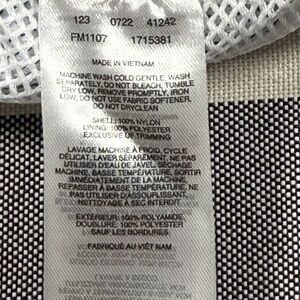 123 0722 41242
FM1107 1715381
MADE IN VIETNAM
MACHINE WASH COLD GENTLE, WASH
SEPARATELY, DO NOT BLEACH, TUMBLE
DRY LOW, REMOVE PROMPTLY, IRON
LOW, DO NOT USE FABRIC SOFTENER,
DO NOT DRYCLEAN
SHELL: 100% NYLON
LINING: 100% POLYESTER
EXCLUSIVE OF TRIMMING
LAVAGE MACHINE À FROID, CYCLE
DÉLICAT, LAVER SÉPARÉMENT, NE PAS
UTILISER D'EAU DE JAVEL, SÉCHAGE
MACHINE, BASSE TEMPÉRATURE, SORTIR
IMMÉDIATEMENT DE LA MACHINE,
REPASSER À BASSE TEMPÉRATURE, NE
PAS UTILISER D'ASSOUPLISSANT,
NETTOYAGE À SEC INTERDIT
EXTÉRIEUR: 100% POLYAMIDE
DOUBLURE: 100% POLYESTER
SAUF LES BORDURES
FABRIQUÉ AU VIÊT NAM